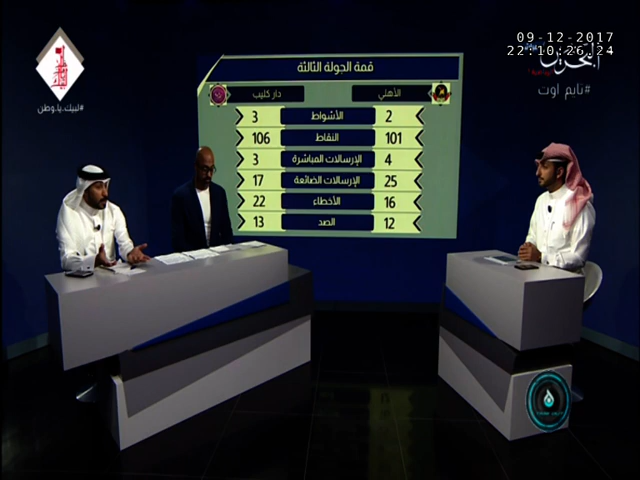 09-12-2017
22:10:26.24
البحرين
#تايم اوت
#لبيك_يا_وطن
قمة الجولة الثالثة
الأهلي
دار كليب
2 الأشواط 3
101 النقاط 106
4 الإرسالات المباشرة 3
25 الإرسالات الضائعة 17
16 الأخطاء 22
12 الصد 13